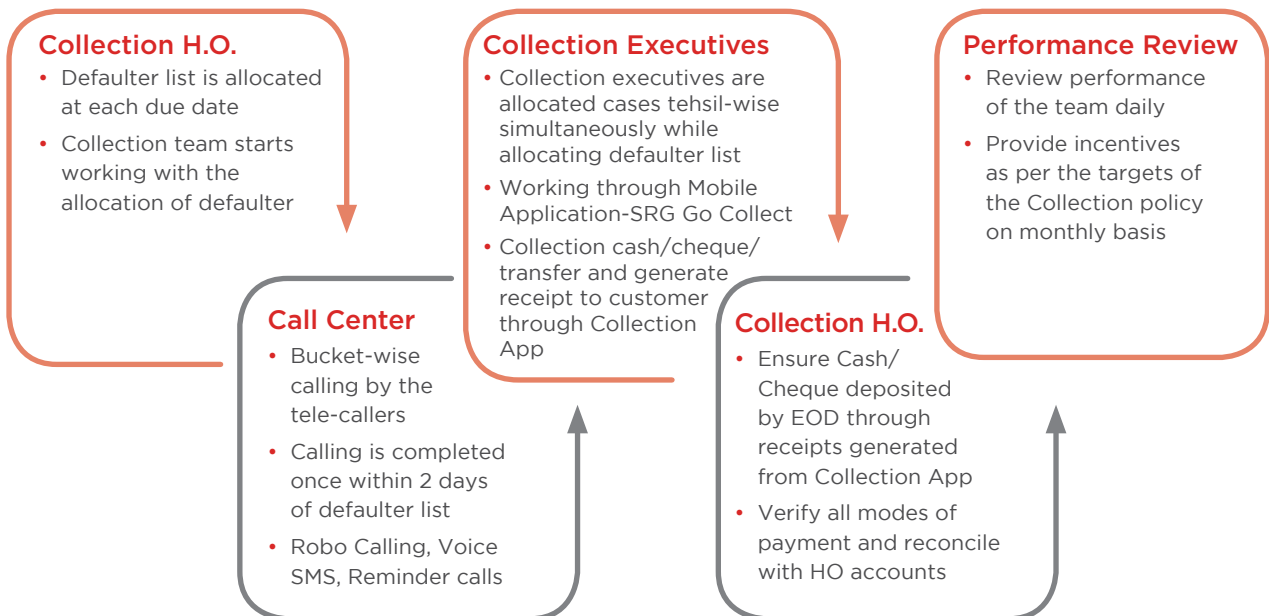 Collection H.O.
• Defaulter list is allocated
at each due date
• Collection team starts
working with the
allocation of defaulter
Call Center
• Bucket-wise
calling by the
tele-callers
• Calling is completed
once within 2 days
of defaulter list
• Robo Calling, Voice
SMS, Reminder calls
Collection Executives
• Collection executives are
allocated cases tehsil-wise
simultaneously while
allocating defaulter list
• Working through Mobile
Application-SRG Go Collect
• Collection cash/cheque/
transfer and generate
receipt to customer
through Collection
App
Collection H.O.
• Ensure Cash/
Cheque deposited
by EOD through
receipts generated
from Collection App
• Verify all modes of
payment and reconcile
with HO accounts
Performance Review
• Review performance
of the team daily
• Provide incentives
as per the targets of
the Collection policy
on monthly basis